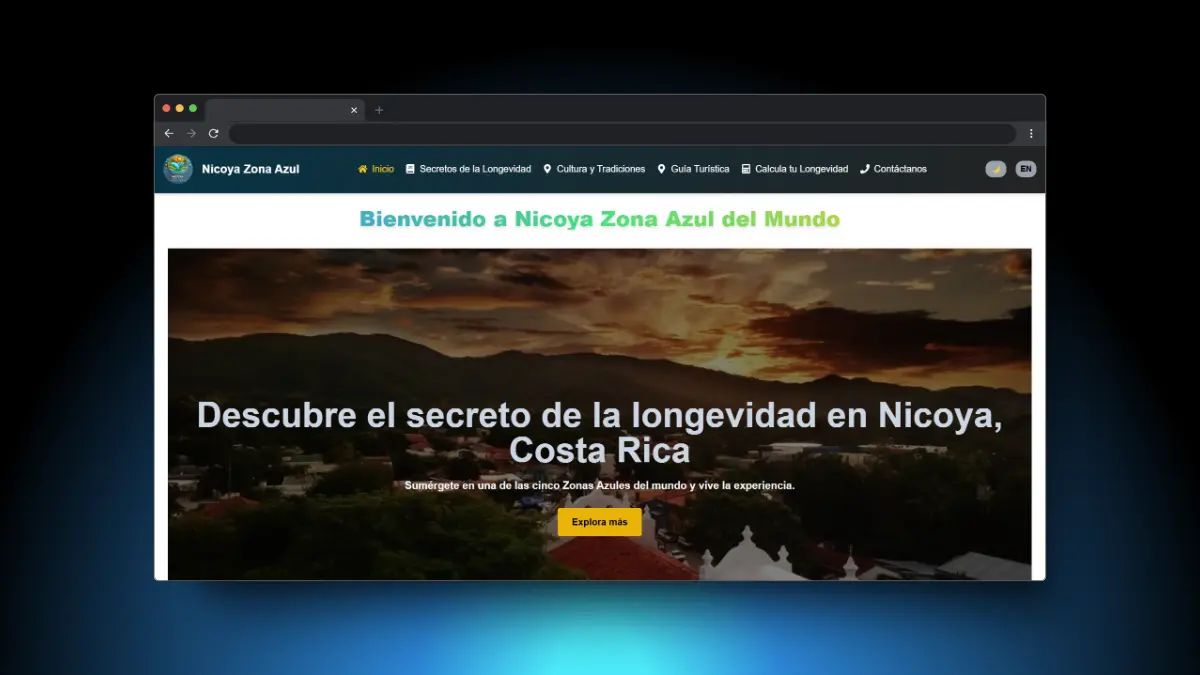 Nicoya Zona Azul
Inicio
Secretos de la Longevidad
Cultura y Tradiciones
Guía Turística
Calcula tu Longevidad
Contáctanos
EN
Bienvenido a Nicoya Zona Azul del Mundo
Descubre el secreto de la longevidad en Nicoya,
Costa Rica
Sumérgete en una de las cinco Zonas Azules del mundo y vive la experiencia.
Explora más